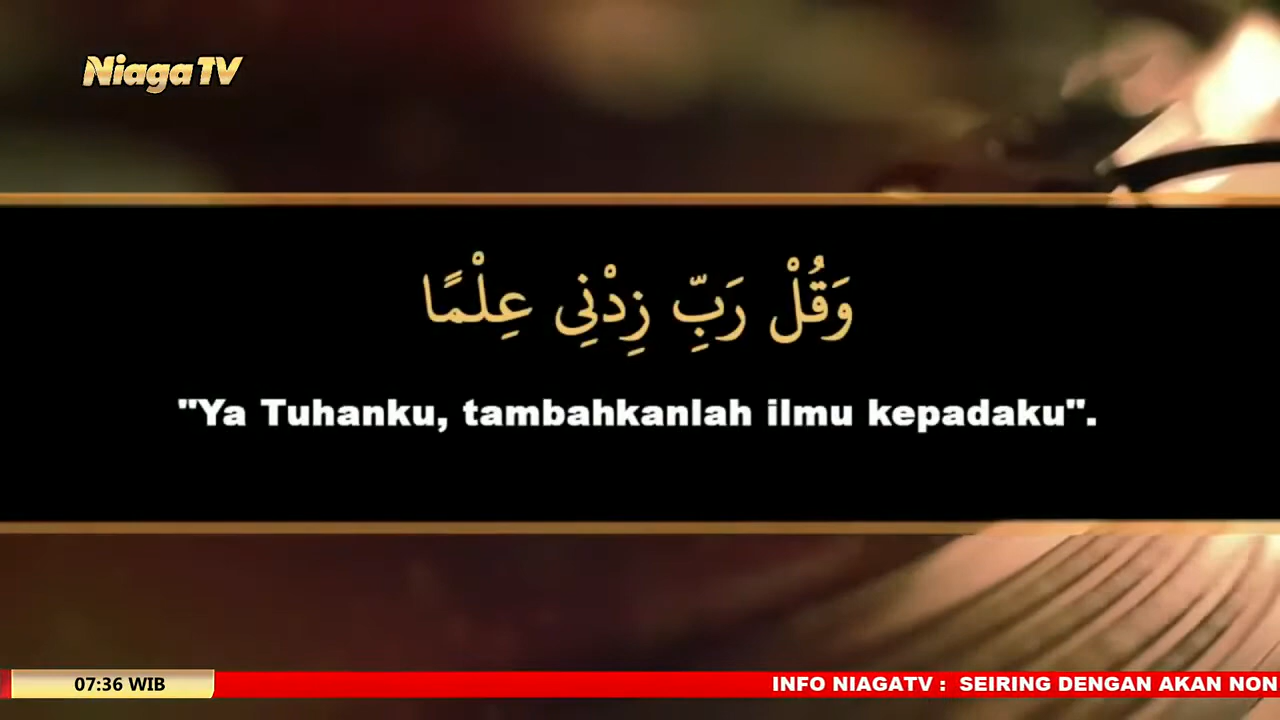 NiagaTV
وَقُلْ رَبِّ زِدْنِى عِلْمًا
"Ya Tuhanku, tambahkanlah ilmu kepadaku".
07:36 WIB
INFO NIAGATV : SEIRING DENGAN AKAN NON